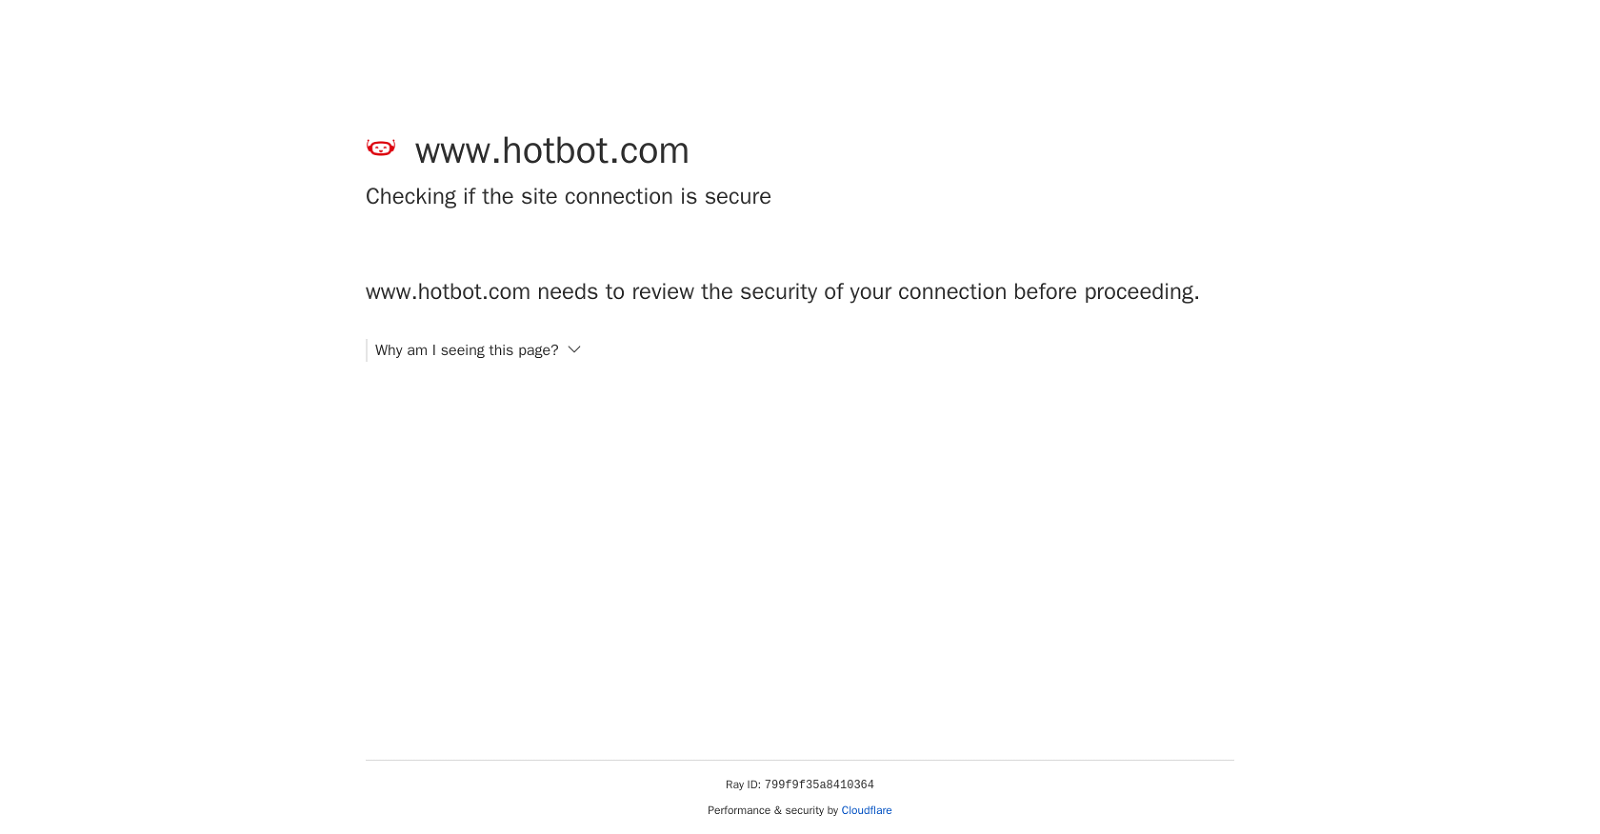 www.hotbot.com
Checking if the site connection is secure
www.hotbot.com needs to review the security of your connection before proceeding.
Why am I seeing this page?
Ray ID: 799f9f35a8410364
Performance & security by Cloudflare